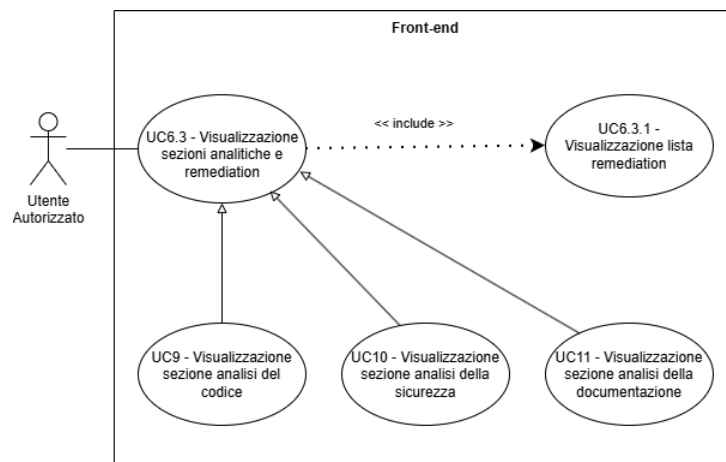 Front-end
UC6.3 - Visualizzazione
sezioni analitiche e
remediation
<< include >>
UC6.3.1 -
Visualizzazione lista
remediation
Utente
Autorizzato
UC9 - Visualizzazione
sezione analisi del
codice
UC10 - Visualizzazione
sezione analisi della
sicurezza
UC11 - Visualizzazione
sezione analisi della
documentazione